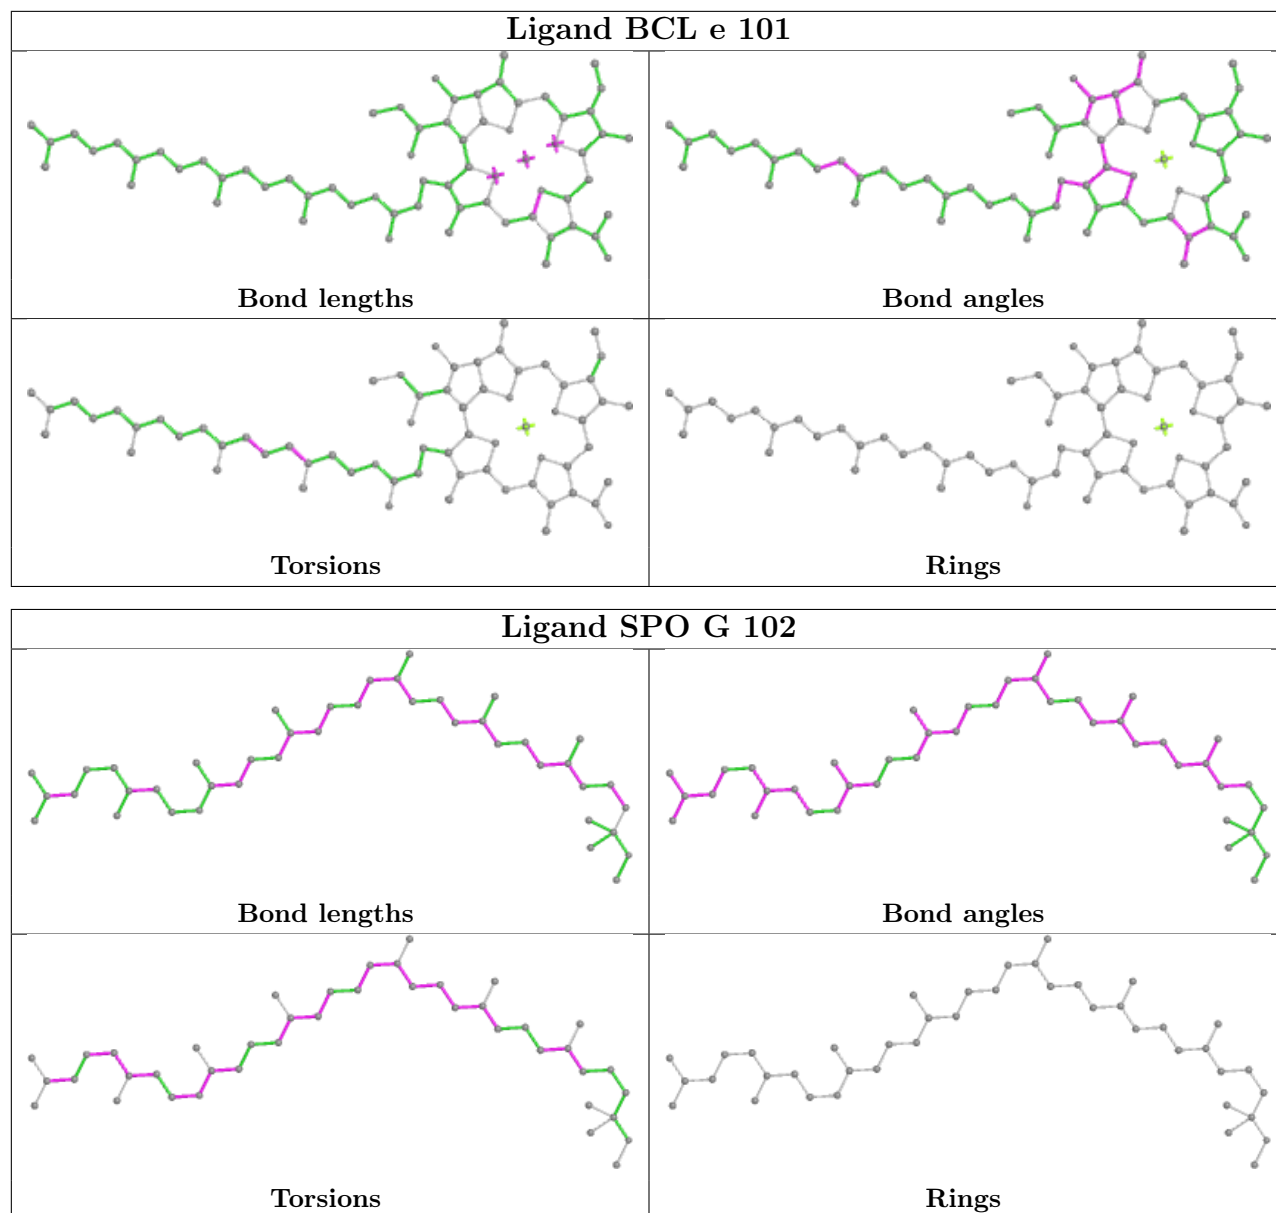 Ligand BCL e 101
Bond lengths
Bond angles
Torsions
Rings
Ligand SPO G 102
Bond lengths
Bond angles
Torsions
Rings